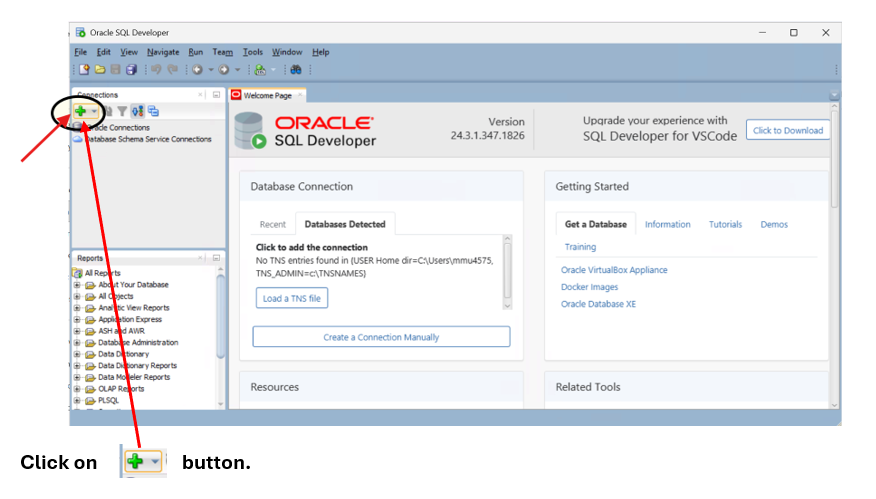 Oracle SQL Developer
File Edit View Navigate Run Team Tools Window Help
Connections
Oracle Connections
Database Schema Service Connections
Reports
All Reports
About Your Database
All Objects
Analytic View Reports
Application Express
ASH and AWR
Database Administration
Data Dictionary
Data Dictionary Reports
Data Modeler Reports
OLAP Reports
PLSQL
Welcome Page
ORACLE
SQL Developer
Version
24.3.1.347.1826
Upgrade your experience with
SQL Developer for VSCode
Click to Download
Database Connection
Recent Databases Detected
Click to add the connection
No TNS entries found in (USER Home dir=C:\Users\mmu4575,
TNS_ADMIN=c:\TNSNAMES)
Load a TNS file
Create a Connection Manually
Getting Started
Get a Database Information Tutorials Demos
Training
Oracle VirtualBox Appliance
Docker Images
Oracle Database XE
Resources
Related Tools
Click on button.